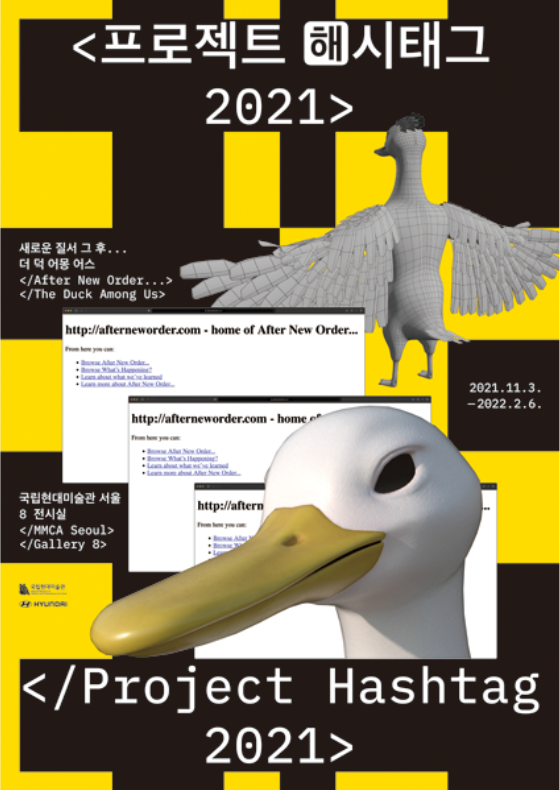 <프로젝트 해시태그
2021>
새로운 질서 그 후...
더 덕 어몽 어스
</After New Order...>
</The Duck Among Us>
http://afterneworder.com - home of After New Order...
From here you can:
Browse After New Order...
Browse What's Happening?
Learn about what we've learned
Learn more about After New Order...
2021.11.3.
—2022.2.6.
http://afterneworder.com - home of
From here you can:
Browse After New Order...
Browse What's Happening?
Learn about what we've learned
Learn more about After New Order...
http://aftern
From here you can:
Browse After
Browse
국립현대미술관 서울
8 전시실
</MMCA Seoul>
</Gallery 8>
국립현대미술관
HYUNDAI
</Project Hashtag
2021>